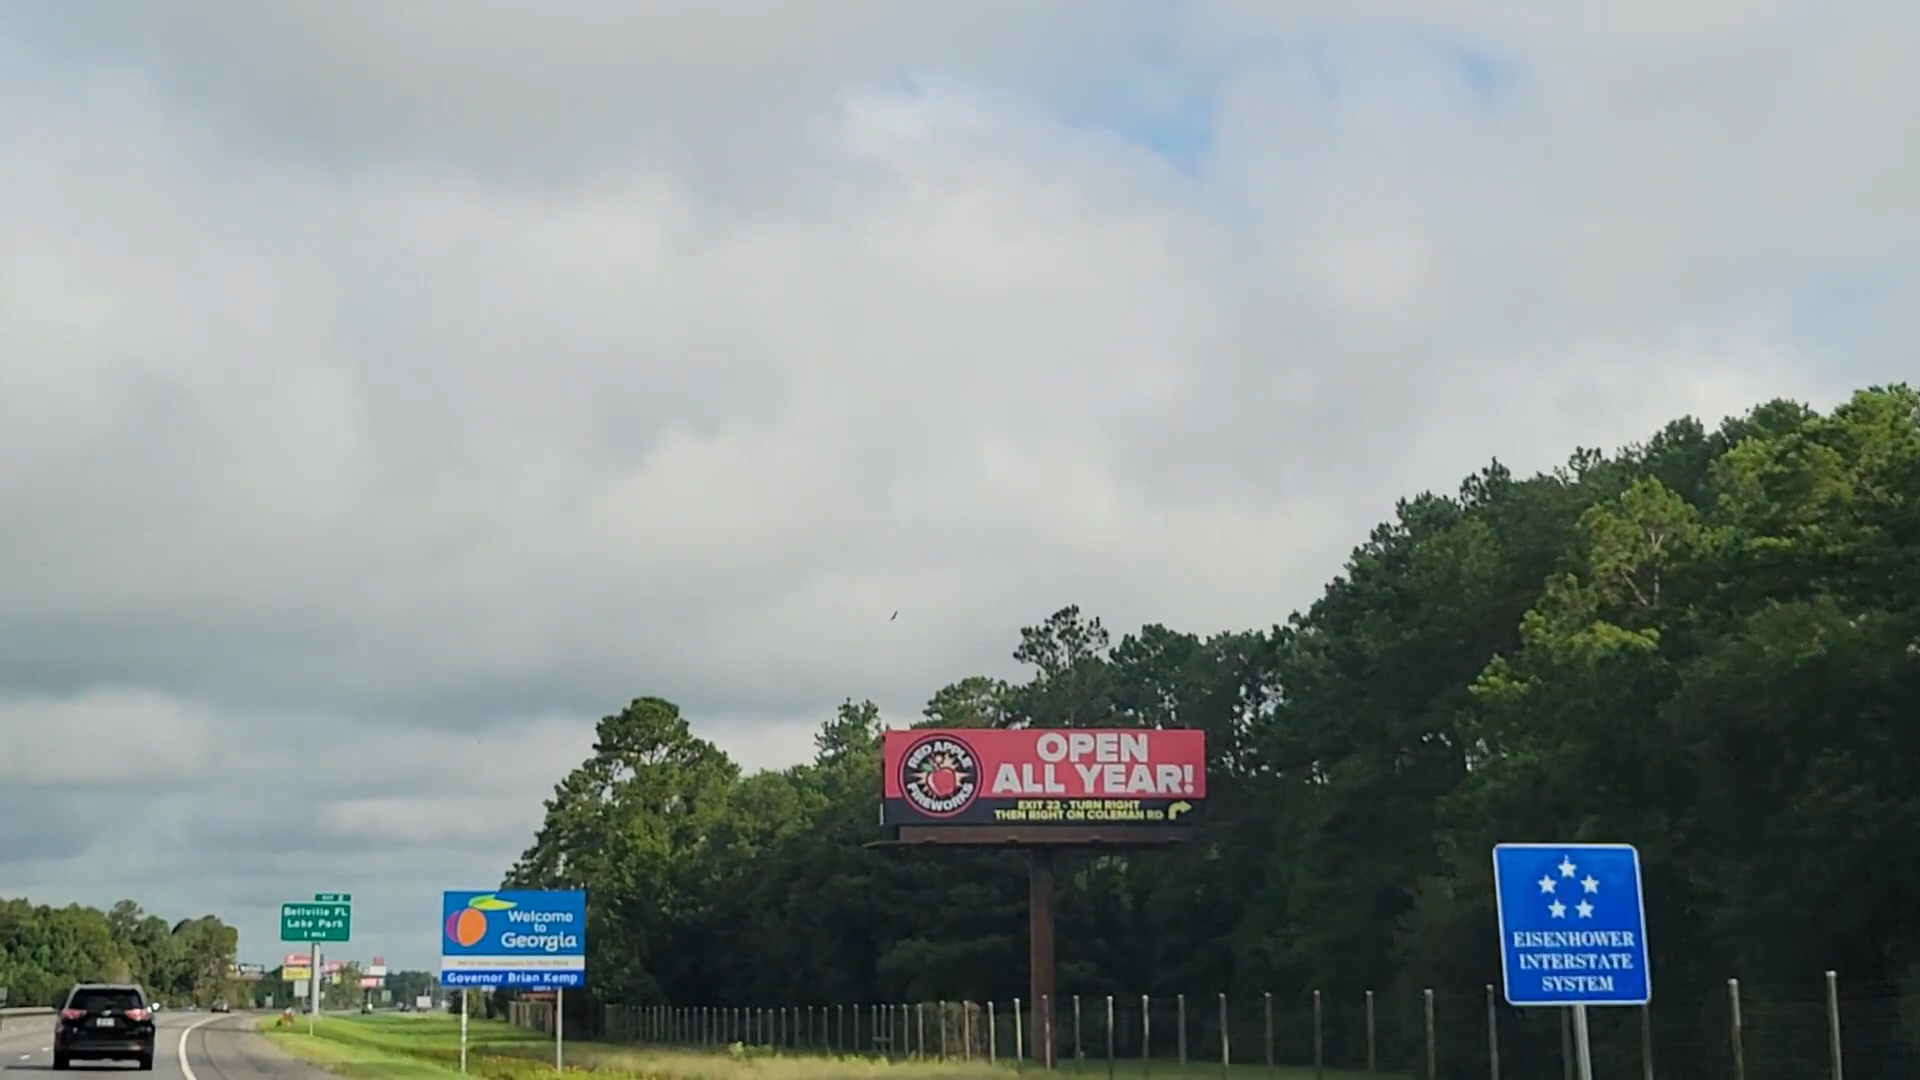 Bellville FL
Lake Park
1 MILE
Welcome
to
Georgia
Governor Brian Kemp
RED APPLE
FIREWORKS
OPEN
ALL YEAR!
EXIT 22 - TURN RIGHT
THEN RIGHT ON COLEMAN RD
EISENHOWER
INTERSTATE
SYSTEM